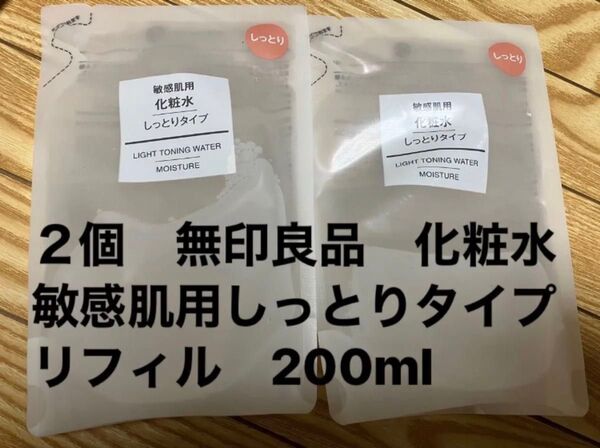 しっとり
敏感肌用
化粧水
しっとりタイプ
LIGHT TONING WATER
MOISTURE
しっとり
敏感肌用
化粧水
しっとりタイプ
LIGHT TONING WATER
MOISTURE
２個　無印良品　化粧水
敏感肌用しっとりタイプ
リフィル　200ml